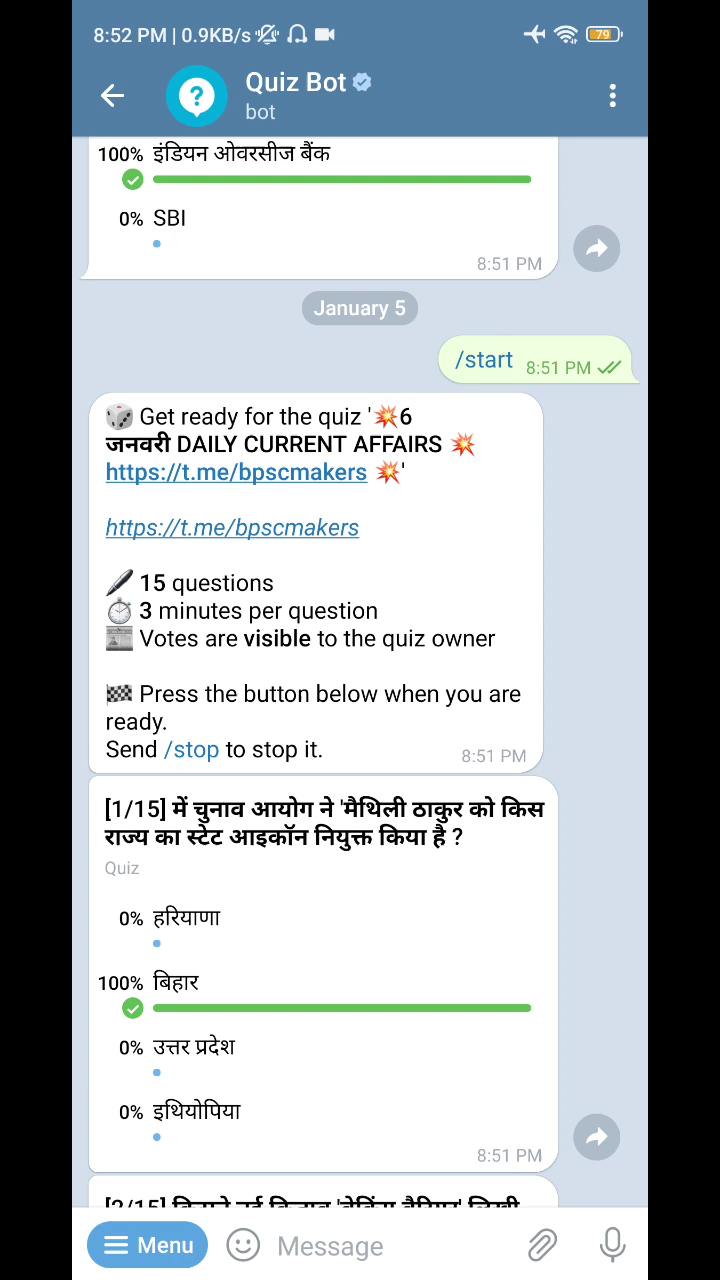 8:52 PM | 0.9KB/s
79
Quiz Bot
bot
100% इंडियन ओवरसीज बैंक
0% SBI
8:51 PM
January 5
/start 8:51 PM
Get ready for the quiz '💥6
जनवरी DAILY CURRENT AFFAIRS 💥
https://t.me/bpscmakers 💥'
https://t.me/bpscmakers
15 questions
3 minutes per question
Votes are visible to the quiz owner
Press the button below when you are
ready.
Send /stop to stop it.
8:51 PM
[1/15] में चुनाव आयोग ने 'मैथिली ठाकुर को किस
राज्य का स्टेट आइकॉन नियुक्त किया है ?
Quiz
0% हरियाणा
100% बिहार
0% उत्तर प्रदेश
0% इथियोपिया
8:51 PM
[2/15]
Menu
Message